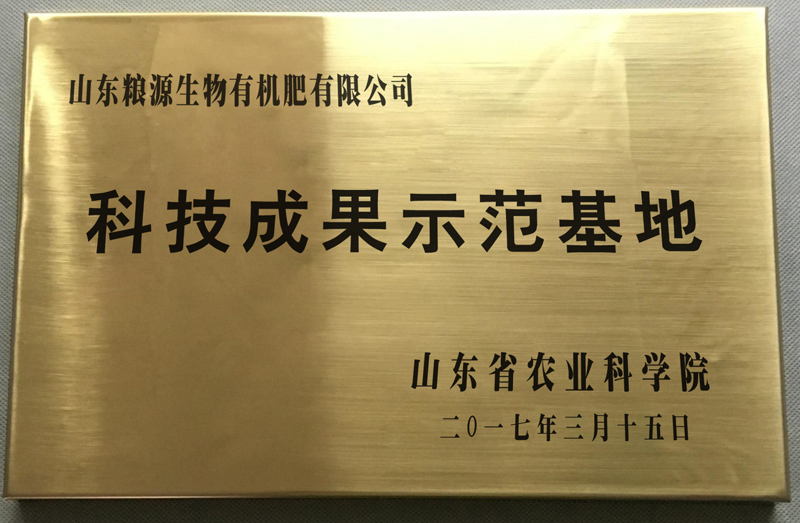 山东粮源生物有机肥有限公司
科技成果示范基地
山东省农业科学院
二〇一七年三月十五日